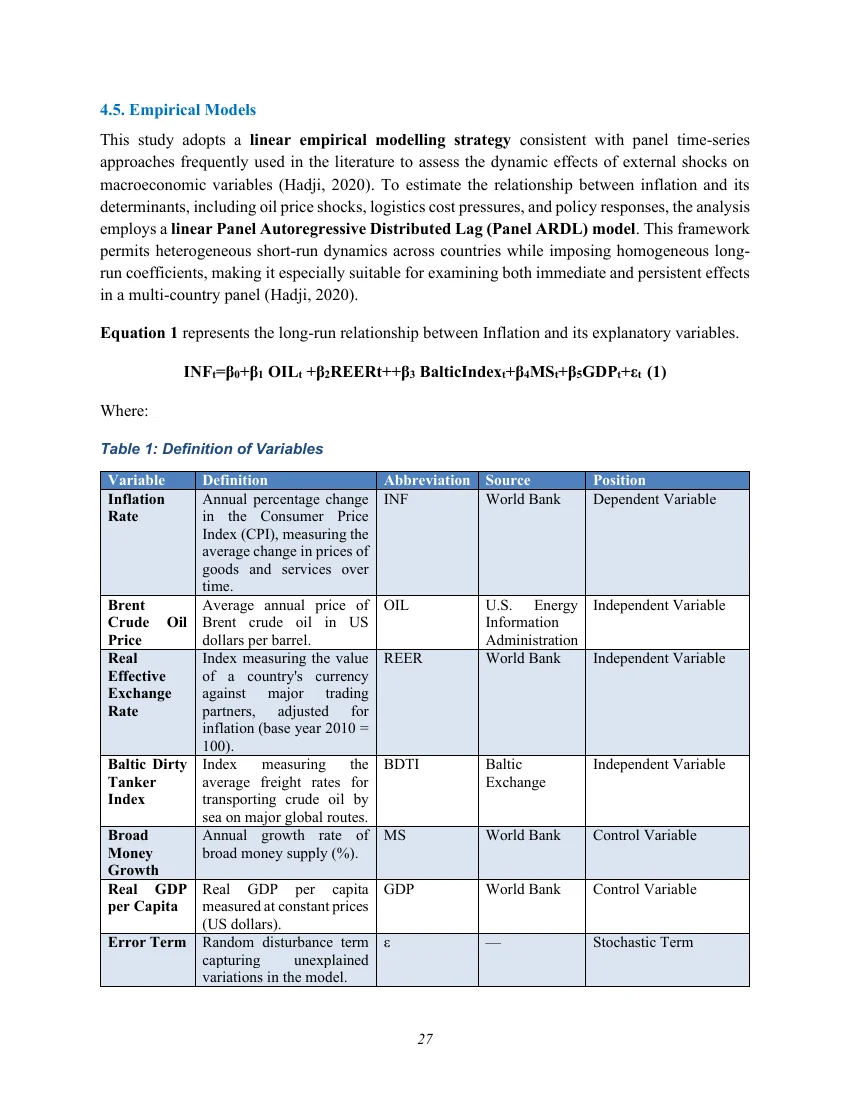 4.5. Empirical Models
This study adopts a linear empirical modelling strategy consistent with panel time-series
approaches frequently used in the literature to assess the dynamic effects of external shocks on
macroeconomic variables (Hadji, 2020). To estimate the relationship between inflation and its
determinants, including oil price shocks, logistics cost pressures, and policy responses, the analysis
employs a linear Panel Autoregressive Distributed Lag (Panel ARDL) model. This framework
permits heterogeneous short-run dynamics across countries while imposing homogeneous long-
run coefficients, making it especially suitable for examining both immediate and persistent effects
in a multi-country panel (Hadji, 2020).
Equation 1 represents the long-run relationship between Inflation and its explanatory variables.
INFₜ=β₀+β₁ OILₜ +β₂REERt++β₃ BalticIndexₜ+β₄MSₜ+β₅GDPₜ+εₜ (1)
Where:
Table 1: Definition of Variables
Variable Definition Abbreviation Source Position
Inflation
Rate
Annual percentage change
in the Consumer Price
Index (CPI), measuring the
average change in prices of
goods and services over
time.
INF
World Bank
Dependent Variable
Brent
Crude Oil
Price
Average annual price of
Brent crude oil in US
dollars per barrel.
OIL
U.S. Energy
Information
Administration
Independent Variable
Real
Effective
Exchange
Rate
Index measuring the value
of a country's currency
against major trading
partners, adjusted for
inflation (base year 2010 =
100).
REER
World Bank
Independent Variable
Baltic Dirty
Tanker
Index
Index measuring the
average freight rates for
transporting crude oil by
sea on major global routes.
BDTI
Baltic
Exchange
Independent Variable
Broad
Money
Growth
Annual growth rate of
broad money supply (%).
MS
World Bank
Control Variable
Real GDP
per Capita
Real GDP per capita
measured at constant prices
(US dollars).
GDP
World Bank
Control Variable
Error Term
Random disturbance term
capturing unexplained
variations in the model.
ε
—
Stochastic Term
27